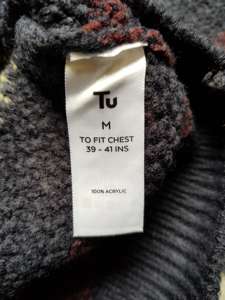 Tu
M
TO FIT CHEST
39 - 41 INS
100% ACRYLIC